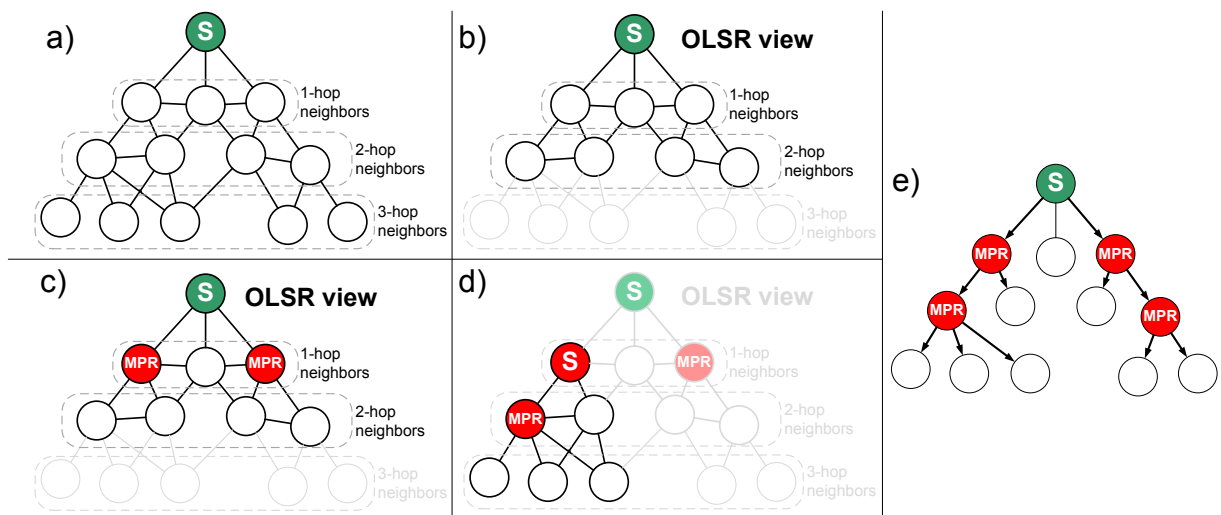 a)
S
1-hop
neighbors
2-hop
neighbors
3-hop
neighbors
b)
S
OLSR view
1-hop
neighbors
2-hop
neighbors
3-hop
neighbors
c)
S
OLSR view
MPR
MPR
1-hop
neighbors
2-hop
neighbors
3-hop
neighbors
d)
S
OLSR view
S
MPR
1-hop
neighbors
MPR
2-hop
neighbors
3-hop
neighbors
e)
S
MPR
MPR
MPR
MPR